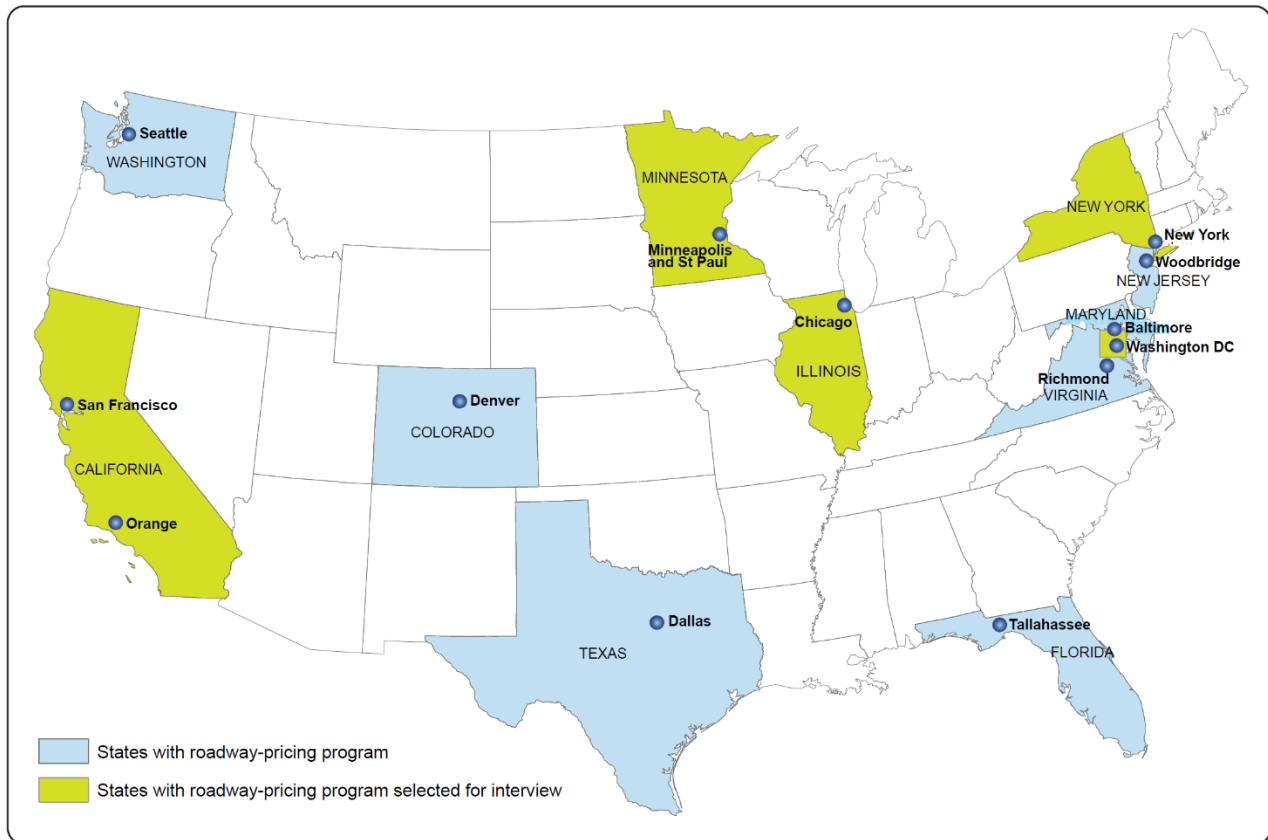 Seattle
WASHINGTON
MINNESOTA
Minneapolis
and St Paul
NEW YORK
New York
Woodbridge
NEW JERSEY
MARYLAND
Baltimore
Washington DC
Richmond
VIRGINIA
Chicago
ILLINOIS
San Francisco
CALIFORNIA
Orange
Denver
COLORADO
Dallas
TEXAS
Tallahassee
FLORIDA
States with roadway-pricing program
States with roadway-pricing program selected for interview